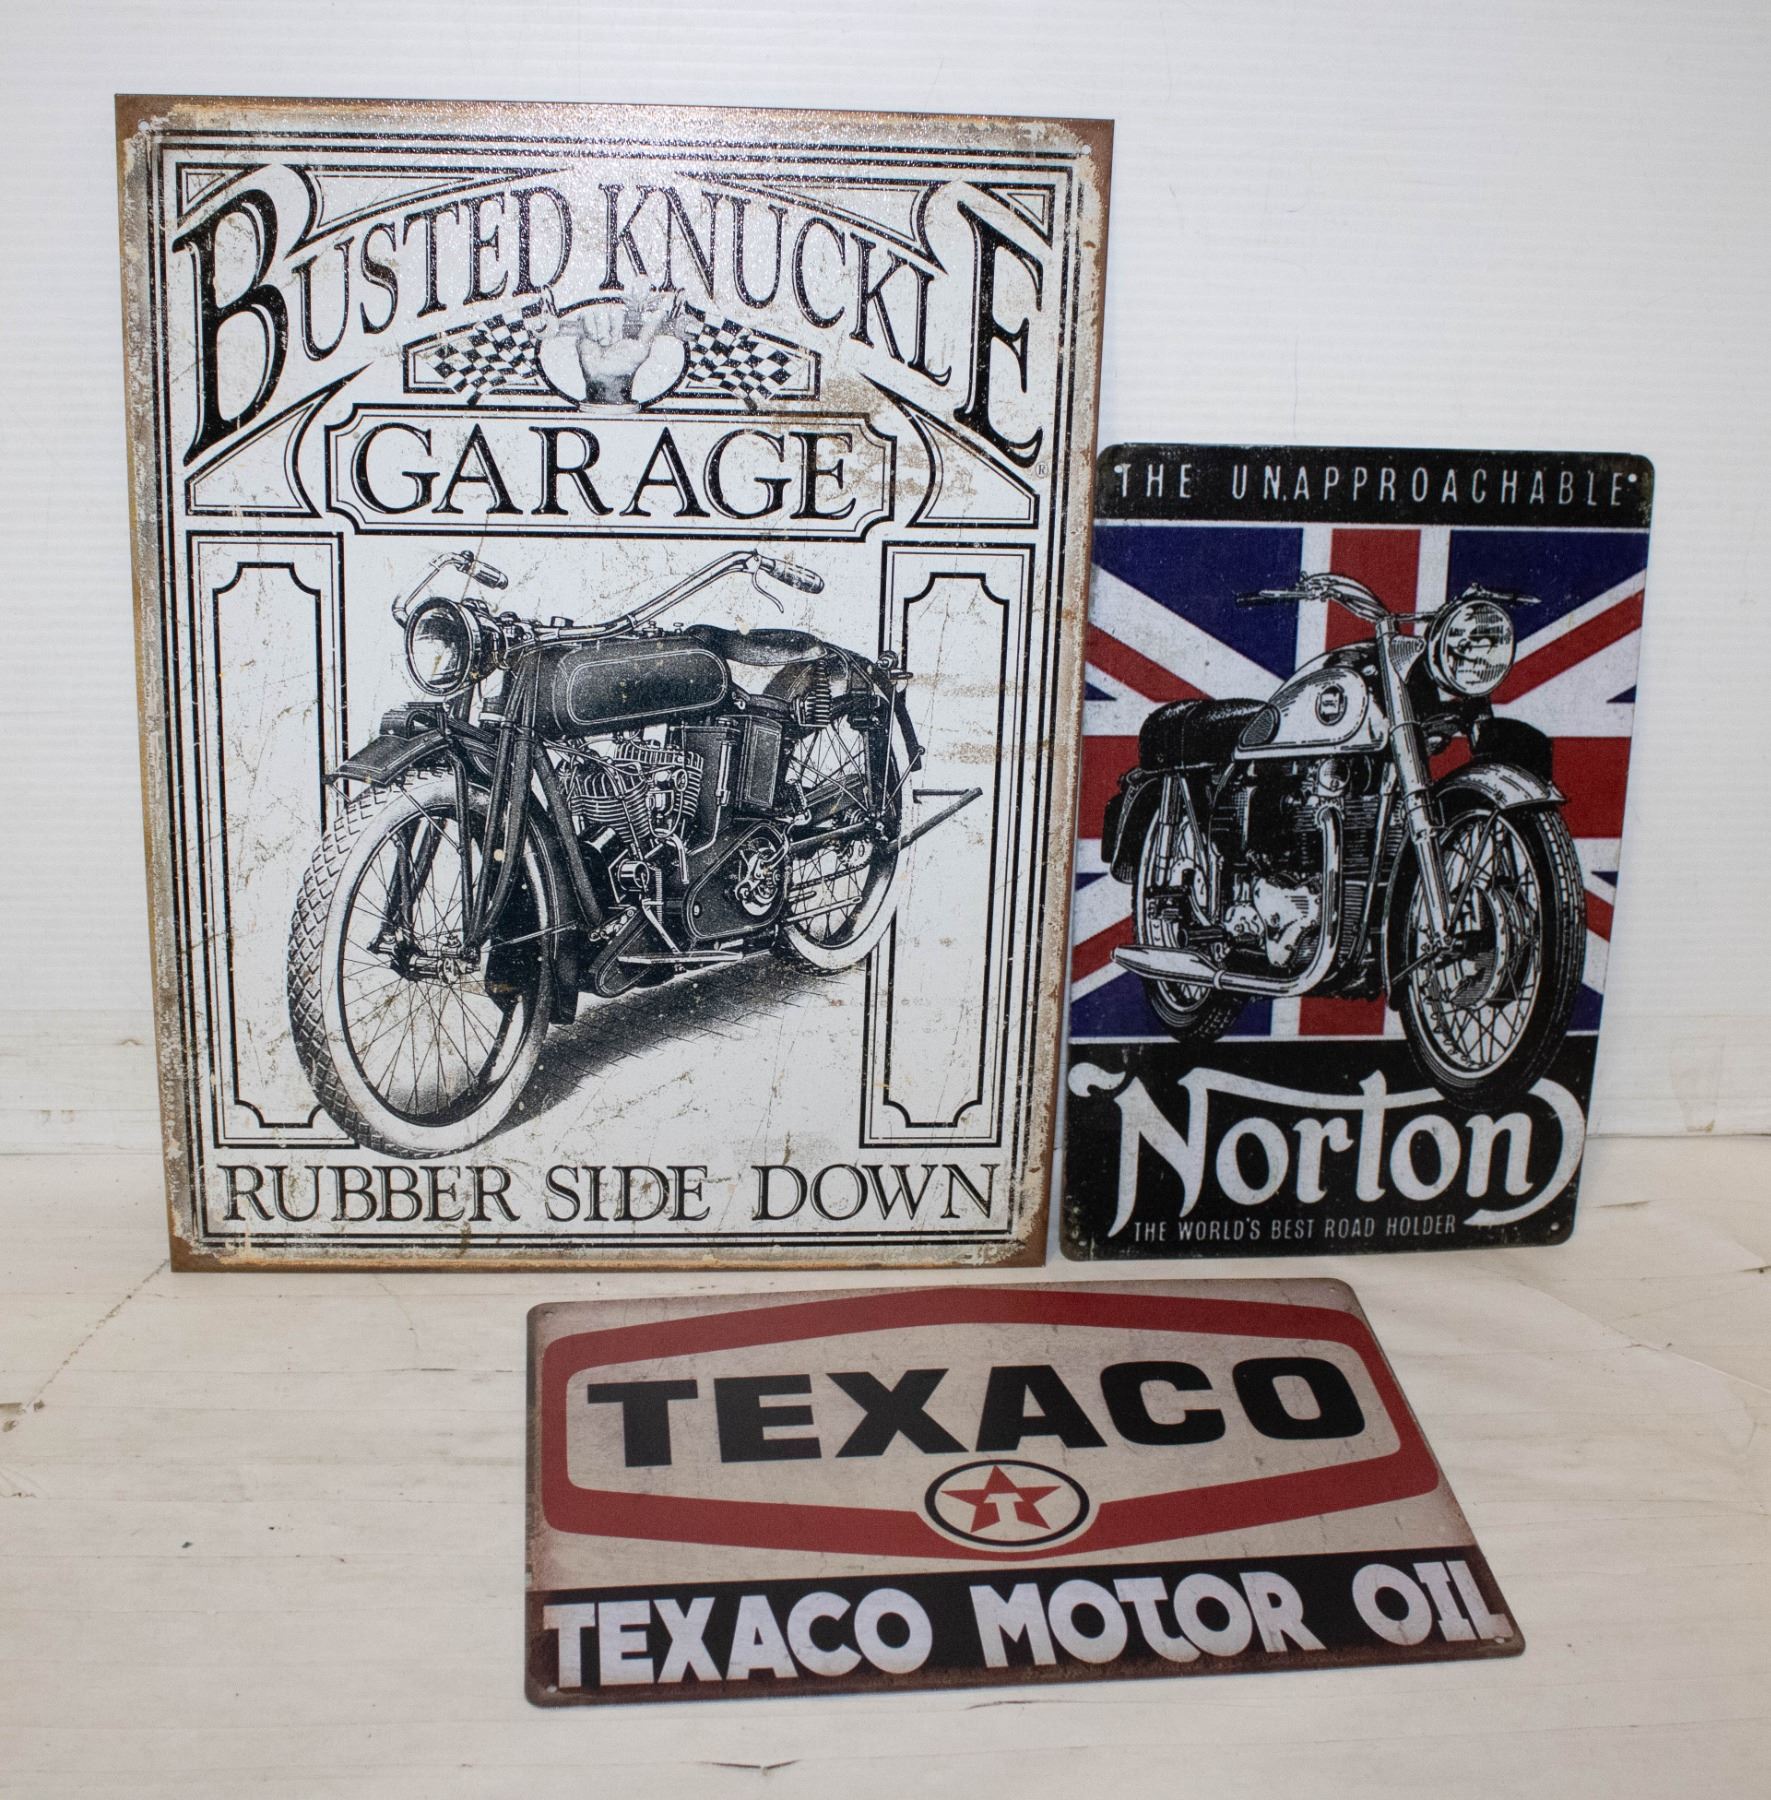 BUSTED KNUCKLE
GARAGE
®
RUBBER SIDE DOWN
THE UNAPPROACHABLE
Norton
THE WORLD'S BEST ROAD HOLDER
TEXACO
T
TEXACO MOTOR OIL